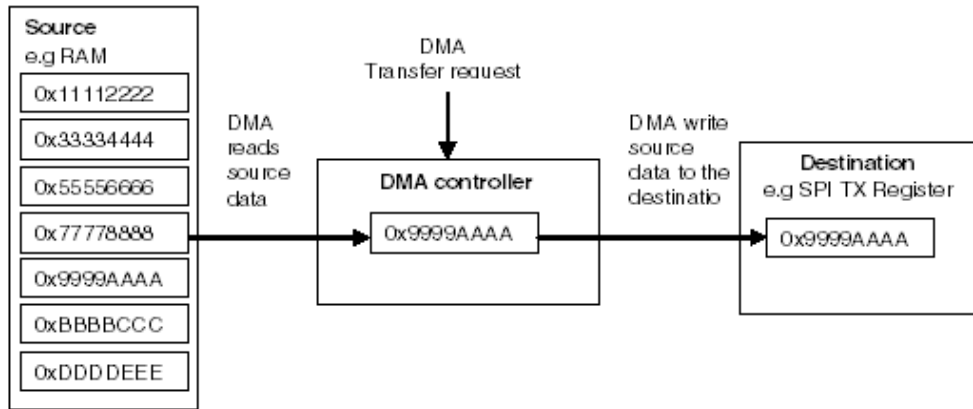 Source
e.g RAM
0x11112222
0x33334444
0x55556666
0x77778888
0x9999AAAA
0xBBBBCCC
0xDDDDEEE
DMA
reads
source
data
DMA
Transfer request
DMA controller
0x9999AAAA
DMA write
source
data to the
destinatio
Destination
e.g SPI TX Register
0x9999AAAA